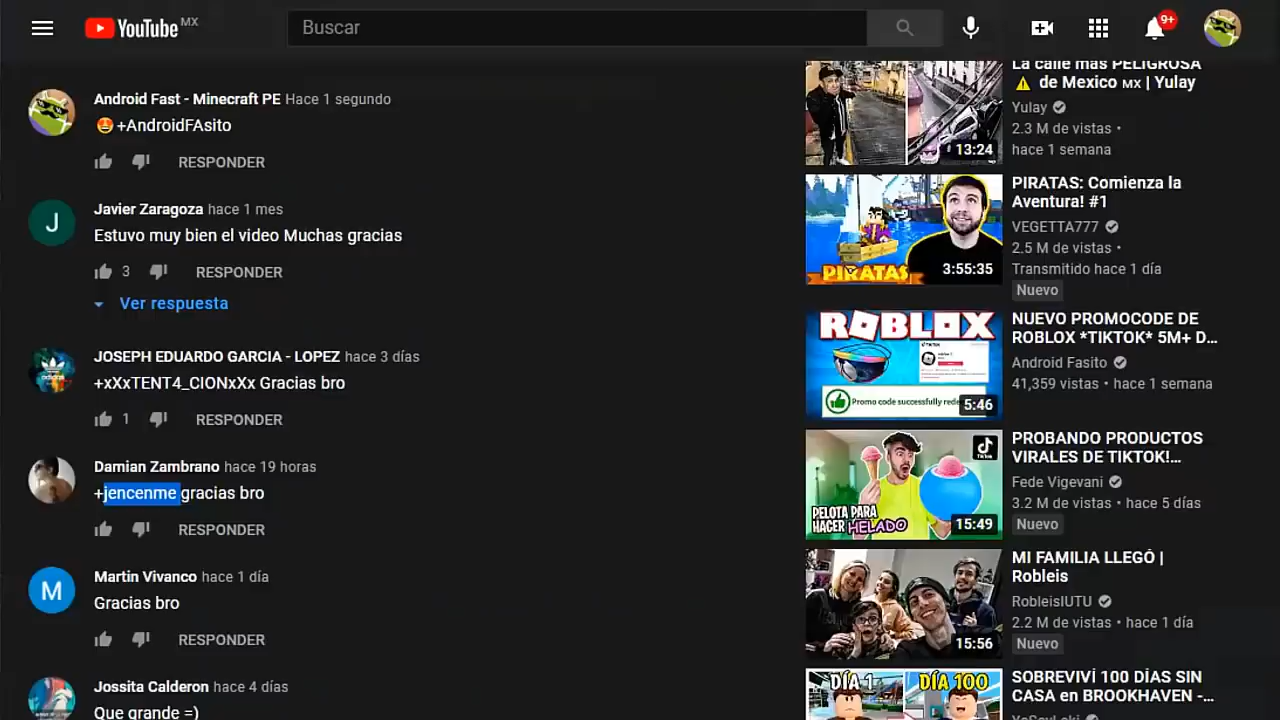 YouTube MX
Buscar
9+
Android Fast - Minecraft PE Hace 1 segundo
🤩 +AndroidFAsito
RESPONDER
J
Javier Zaragoza hace 1 mes
Estuvo muy bien el video Muchas gracias
3 RESPONDER
Ver respuesta
JOSEPH EDUARDO GARCIA - LOPEZ hace 3 días
+xXxTENT4_CIONxXx Gracias bro
1 RESPONDER
Damian Zambrano hace 19 horas
+jencenme gracias bro
RESPONDER
M
Martin Vivanco hace 1 día
Gracias bro
RESPONDER
Jossita Calderon hace 4 días
Que grande =)
13:24
La calle más PELIGROSA
⚠️ de Mexico MX | Yulay
Yulay
2.3 M de vistas •
hace 1 semana
PIRATAS
3:55:35
PIRATAS: Comienza la
Aventura! #1
VEGETTA777
2.5 M de vistas •
Transmitido hace 1 día
Nuevo
ROBLOX
Promo code successfully rede
5:46
NUEVO PROMOCODE DE
ROBLOX *TIKTOK* 5M+ D...
Android Fasito
41,359 vistas • hace 1 semana
PELOTA PARA
HACER HELADO
15:49
PROBANDO PRODUCTOS
VIRALES DE TIKTOK!...
Fede Vigevani
3.2 M de vistas • hace 5 días
Nuevo
15:56
MI FAMILIA LLEGÓ |
Robleis
RobleisIUTU
2.2 M de vistas • hace 1 día
Nuevo
DÍA 1
DÍA 100
SOBREVIVÍ 100 DÍAS SIN
CASA en BROOKHAVEN -...